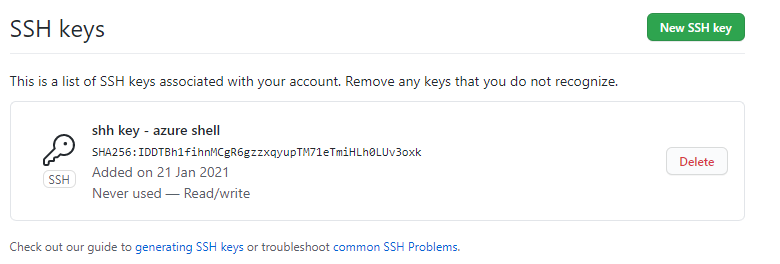 SSH keys
New SSH key
This is a list of SSH keys associated with your account. Remove any keys that you do not recognize.
shh key - azure shell
SHA256:IDDTBh1fihnMCgR6gzzxqyupTM71eTmiHLh0LUv3oxk
Added on 21 Jan 2021
Never used — Read/write
SSH
Delete
Check out our guide to generating SSH keys or troubleshoot common SSH Problems.